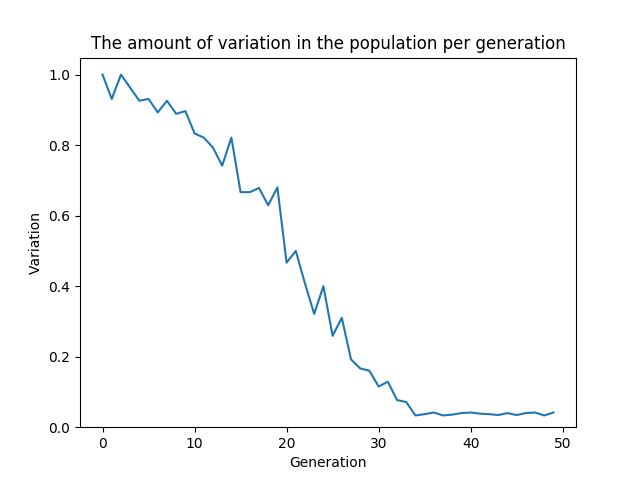 The amount of variation in the population per generation
1.0
0.8
0.6
0.4
0.2
0.0
Variation
0 10 20 30 40 50
Generation